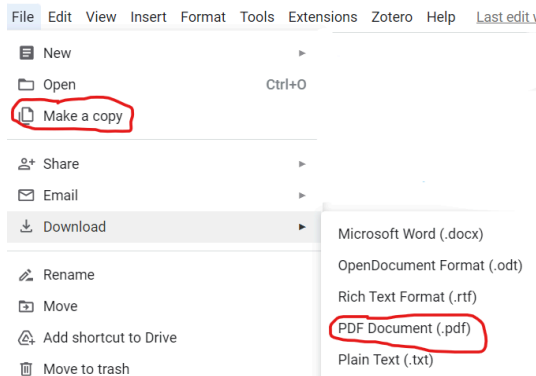 File Edit View Insert Format Tools Extensions Zotero Help Last edit
New
Open Ctrl+O
Make a copy
Share
Email
Download
Microsoft Word (.docx)
OpenDocument Format (.odt)
Rename
Rich Text Format (.rtf)
Move
PDF Document (.pdf)
Add shortcut to Drive
Plain Text (.txt)
Move to trash